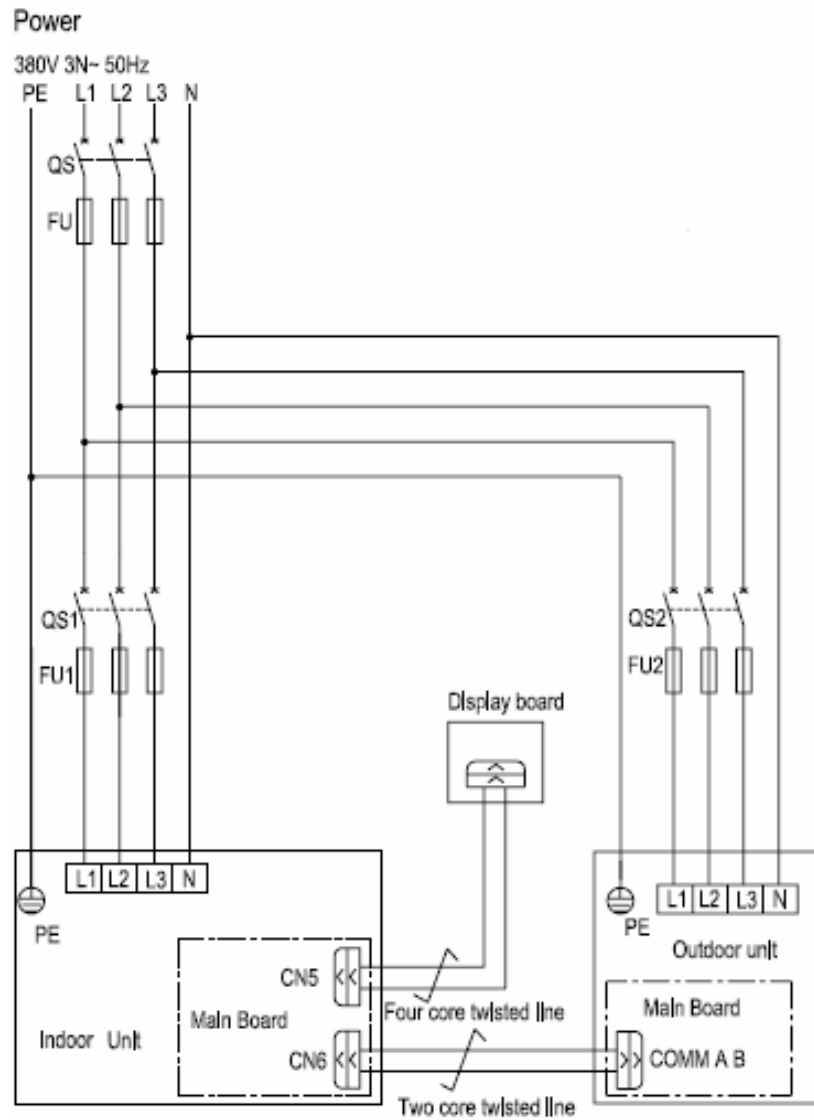 Power
380V 3N~ 50Hz
PE L1 L2 L3 N
QS
FU
QS1
QS2
FU1
FU2
Display board
L1 L2 L3 N
L1 L2 L3 N
PE
PE
Outdoor unit
CN5
Main Board
Four core twisted line
Main Board
Indoor Unit
CN6
COMM A B
Two core twisted line